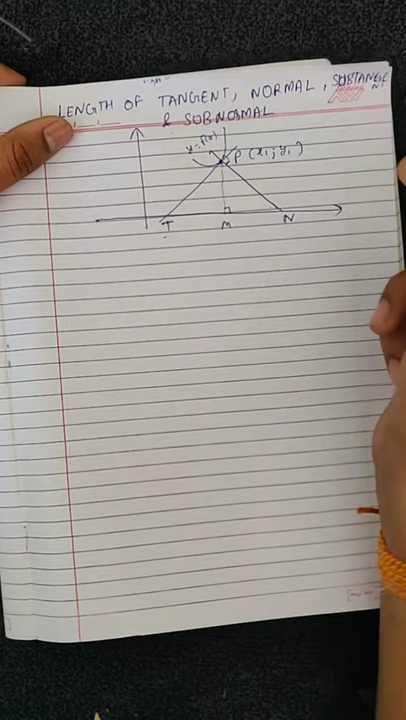 LENGTH OF TANGENT, NORMAL, SUBTANGENT
& SUBNORMAL
y=f(x)
P (x₁, y₁)
T M N